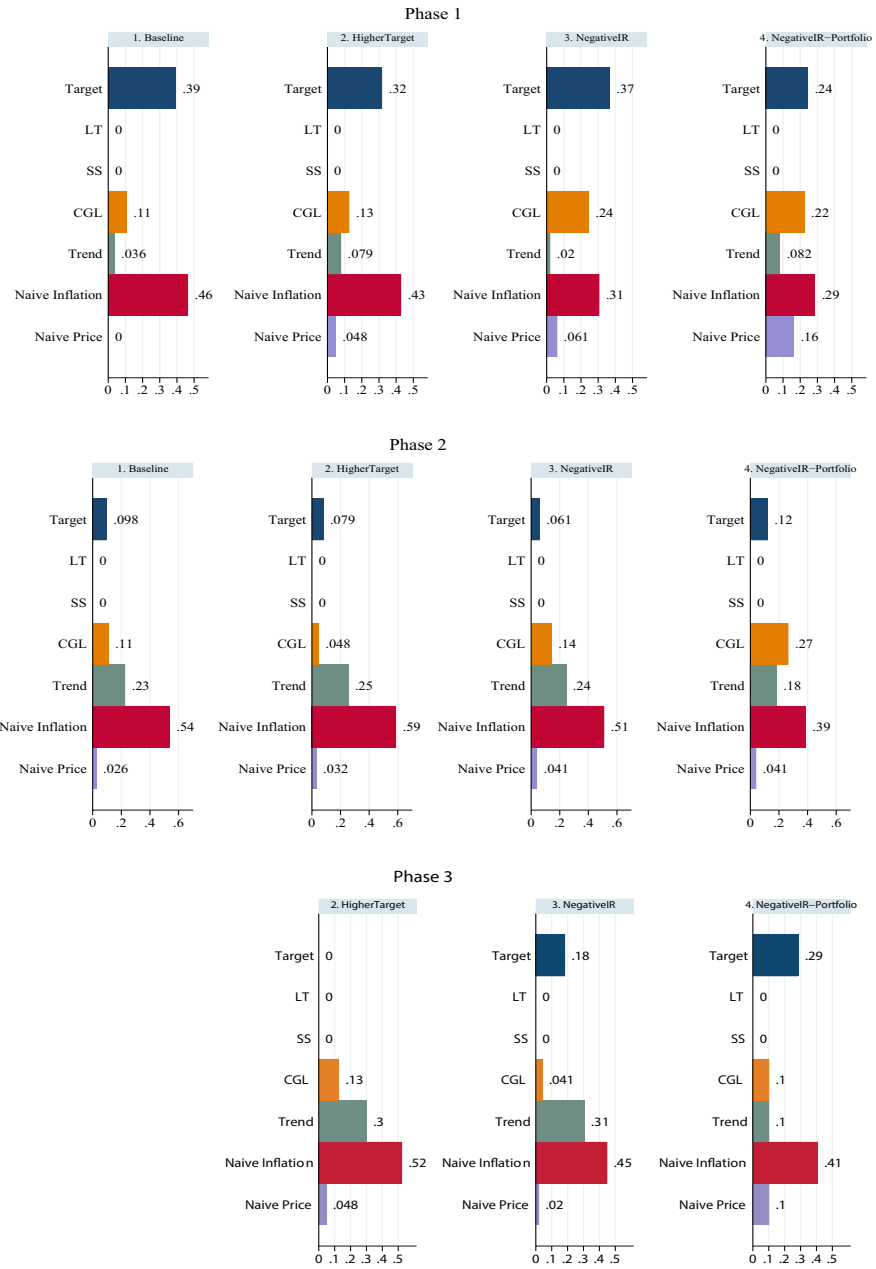 Phase 1
1. Baseline 2. HigherTarget 3. NegativeIR 4. NegativeIR−Portfolio
Target .39 Target .32 Target .37 Target .24
LT 0 LT 0 LT 0 LT 0
SS 0 SS 0 SS 0 SS 0
CGL .11 CGL .13 CGL .24 CGL .22
Trend .036 Trend .079 Trend .02 Trend .082
Naive Inflation .46 Naive Inflation .43 Naive Inflation .31 Naive Inflation .29
Naive Price 0 Naive Price .048 Naive Price .061 Naive Price .16
0 .1 .2 .3 .4 .5 0 .1 .2 .3 .4 .5 0 .1 .2 .3 .4 .5 0 .1 .2 .3 .4 .5
Phase 2
1. Baseline 2. HigherTarget 3. NegativeIR 4. NegativeIR−Portfolio
Target .098 Target .079 Target .061 Target .12
LT 0 LT 0 LT 0 LT 0
SS 0 SS 0 SS 0 SS 0
CGL .11 CGL .048 CGL .14 CGL .27
Trend .23 Trend .25 Trend .24 Trend .18
Naive Inflation .54 Naive Inflation .59 Naive Inflation .51 Naive Inflation .39
Naive Price .026 Naive Price .032 Naive Price .041 Naive Price .041
0 .2 .4 .6 0 .2 .4 .6 0 .2 .4 .6 0 .2 .4 .6
Phase 3
2. HigherTarget 3. NegativeIR 4. NegativeIR−Portfolio
Target 0 Target .18 Target .29
LT 0 LT 0 LT 0
SS 0 SS 0 SS 0
CGL .13 CGL .041 CGL .1
Trend .3 Trend .31 Trend .1
Naive Inflation .52 Naive Inflation .45 Naive Inflation .41
Naive Price .048 Naive Price .02 Naive Price .1
0 .1 .2 .3 .4 .5 0 .1 .2 .3 .4 .5 0 .1 .2 .3 .4 .5